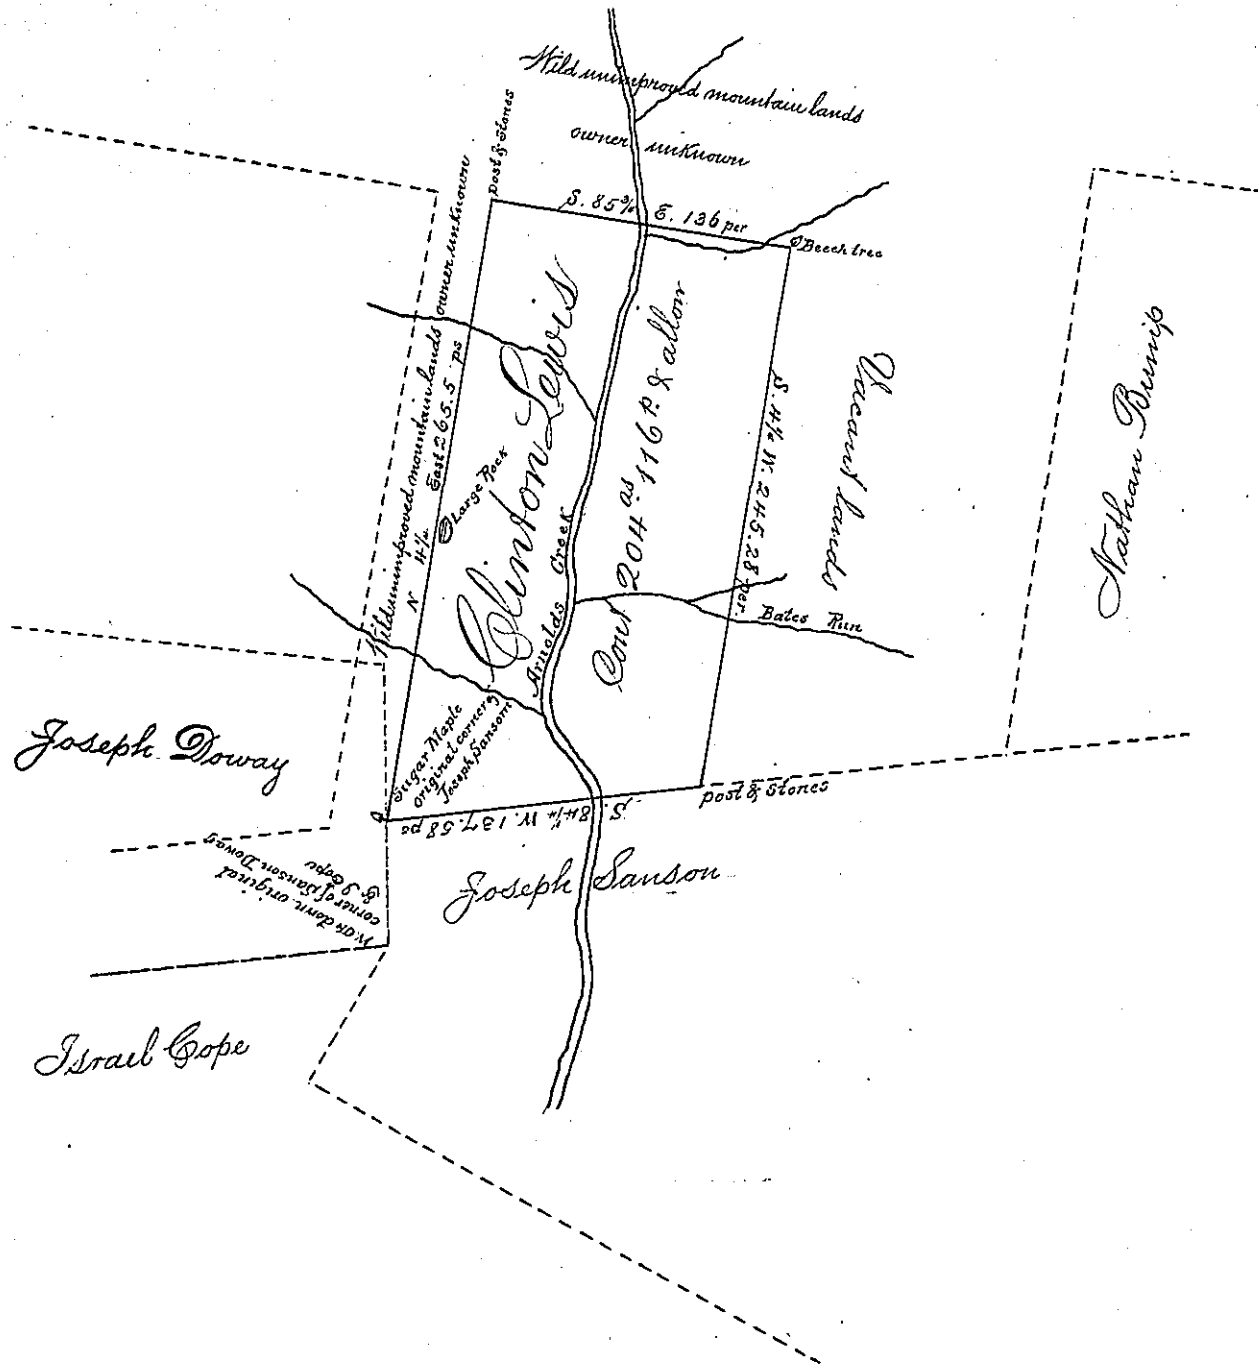 Wild unimproved mountain lands
owner unknown
post & stones
S. 85¾ E. 136 per
Beech tree
Wild unimproved mountain lands owner unknown
N 4¼ East 265.5 ps
Large Rock
Clinton Lewis
Cont 204 as 116 p. & allow
Arnolds Creek
S. 4¼ W. 245.28 per.
Vacant lands
Nathan Bunnip
Bates Run
Joseph Doway
Sugar Maple
original corner
Joseph Sansom
post & stones
S. 84¼ W. 137.58 ps
Joseph Sanson
original
corner of Sanson Dowan
& I Cope
Israel Cope